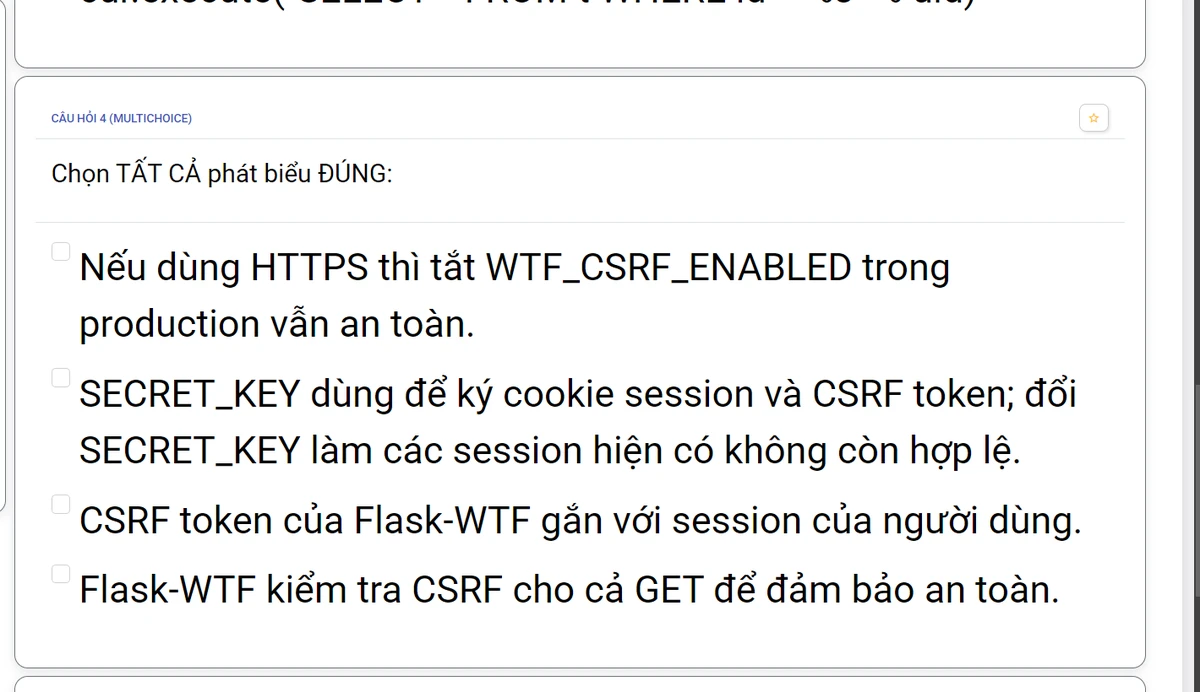 CÂU HỎI 4 (MULTICHOICE)
Chọn TẤT CẢ phát biểu ĐÚNG:
Nếu dùng HTTPS thì tắt WTF_CSRF_ENABLED trong
production vẫn an toàn.
SECRET_KEY dùng để ký cookie session và CSRF token; đổi
SECRET_KEY làm các session hiện có không còn hợp lệ.
CSRF token của Flask-WTF gắn với session của người dùng.
Flask-WTF kiểm tra CSRF cho cả GET để đảm bảo an toàn.